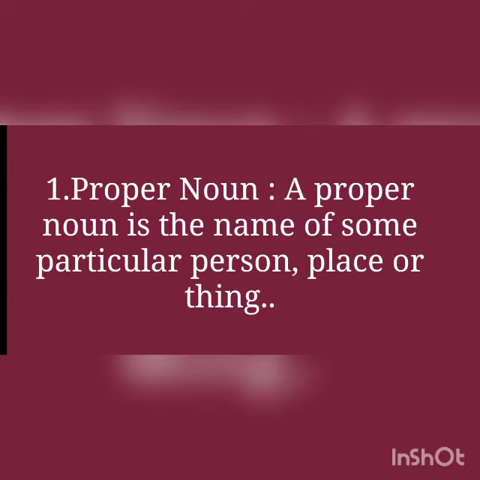 1.Proper Noun : A proper
noun is the name of some
particular person, place or
thing..
InShOt